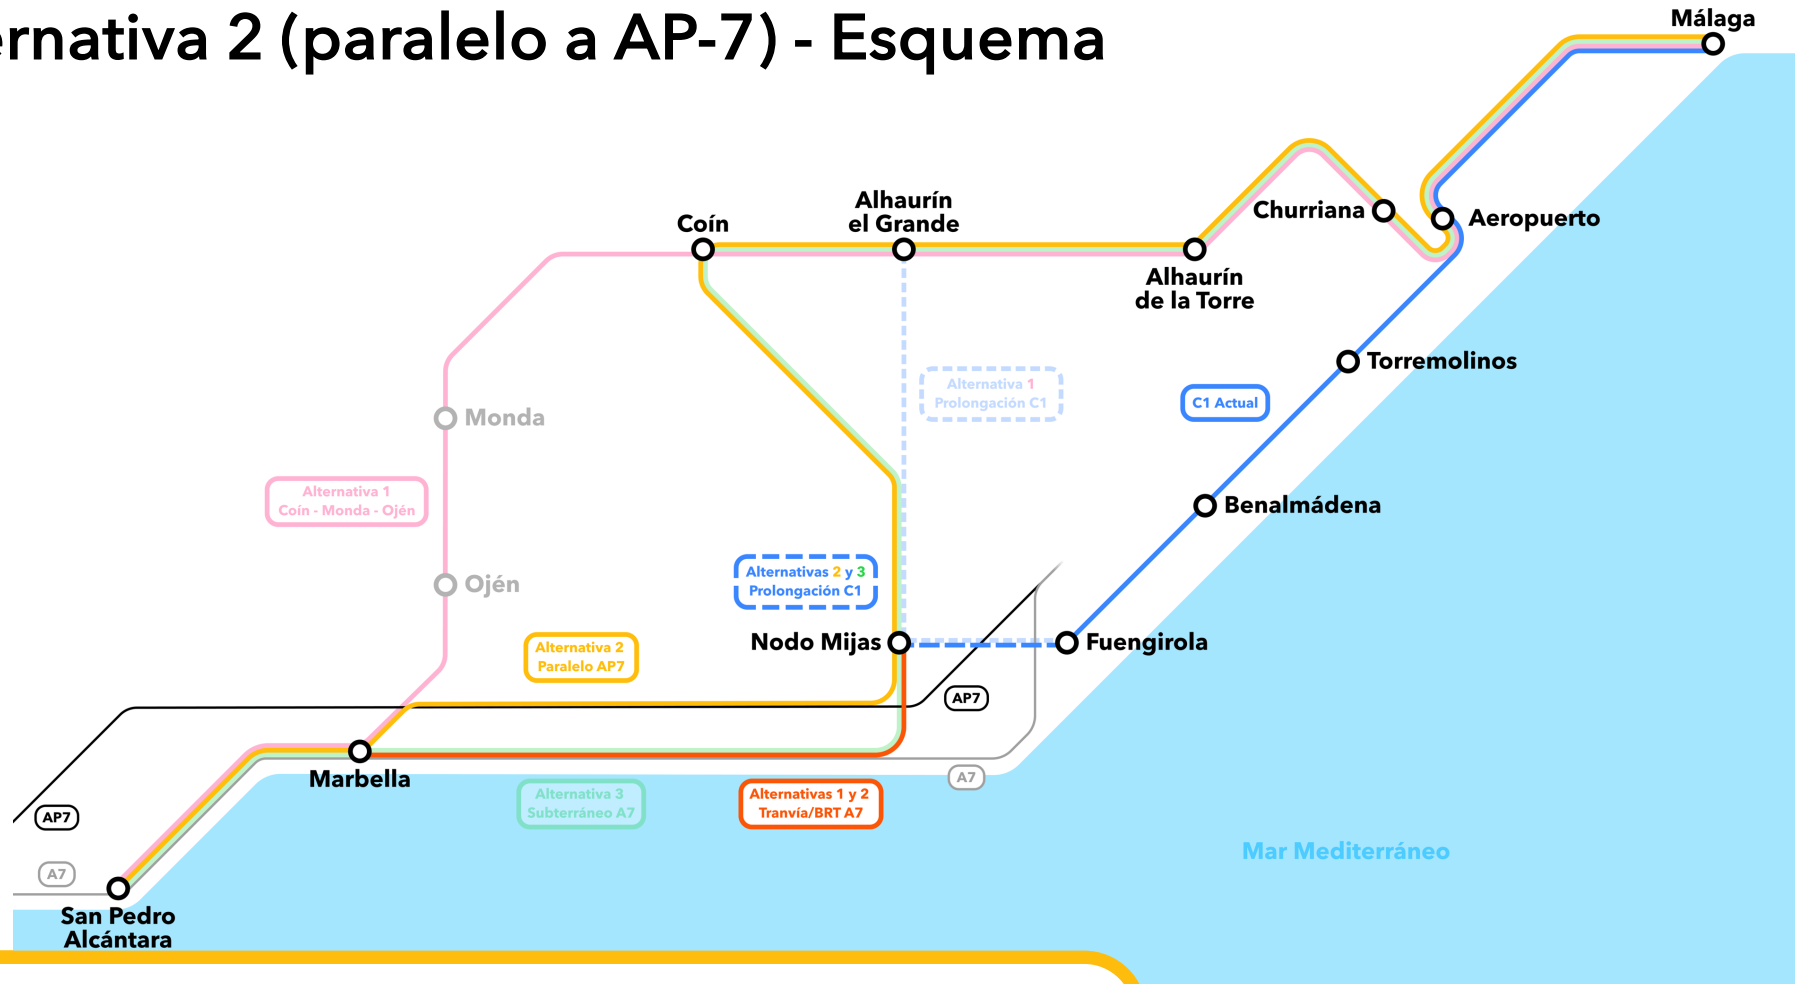 ernativa 2 (paralelo a AP-7) - Esquema
Málaga
Alhaurín
el Grande
Coín
Churriana
Aeropuerto
Alhaurín
de la Torre
Torremolinos
Alternativa 1
Prolongación C1
C1 Actual
Monda
Alternativa 1
Coín - Monda - Ojén
Benalmádena
Ojén
Alternativas 2 y 3
Prolongación C1
Nodo Mijas
Fuengirola
Alternativa 2
Paralelo AP7
AP7
Marbella
A7
Alternativa 3
Subterráneo A7
Alternativas 1 y 2
Tranvía/BRT A7
AP7
Mar Mediterráneo
A7
San Pedro
Alcántara